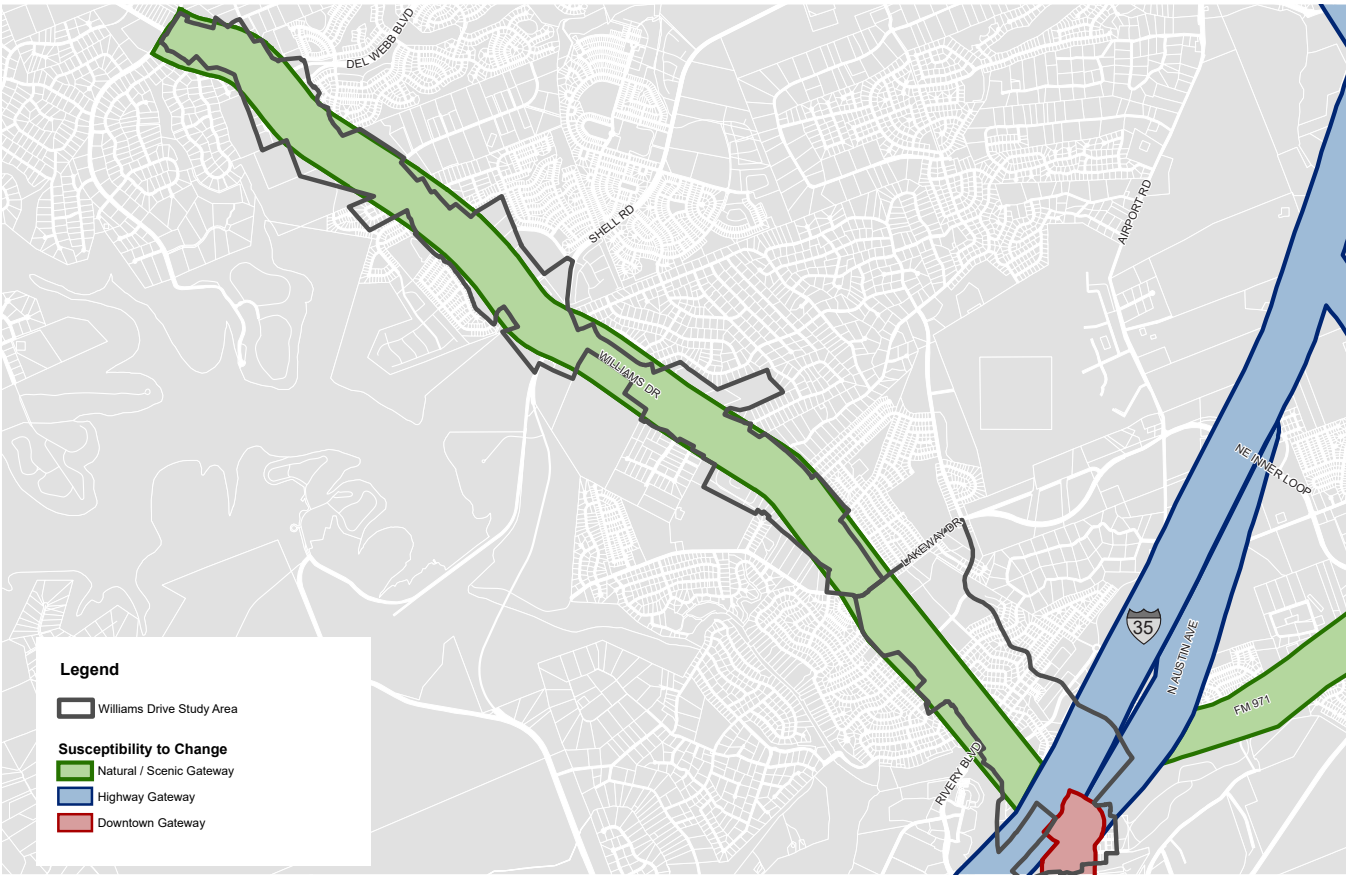 DEL WEBB BLVD
SHELL RD
AIRPORT RD
WILLIAMS DR
NE INNER LOOP
LAKEWAY DR
35
N AUSTIN AVE
FM 971
RIVERY BLVD
Legend
Williams Drive Study Area
Susceptibility to Change
Natural / Scenic Gateway
Highway Gateway
Downtown Gateway